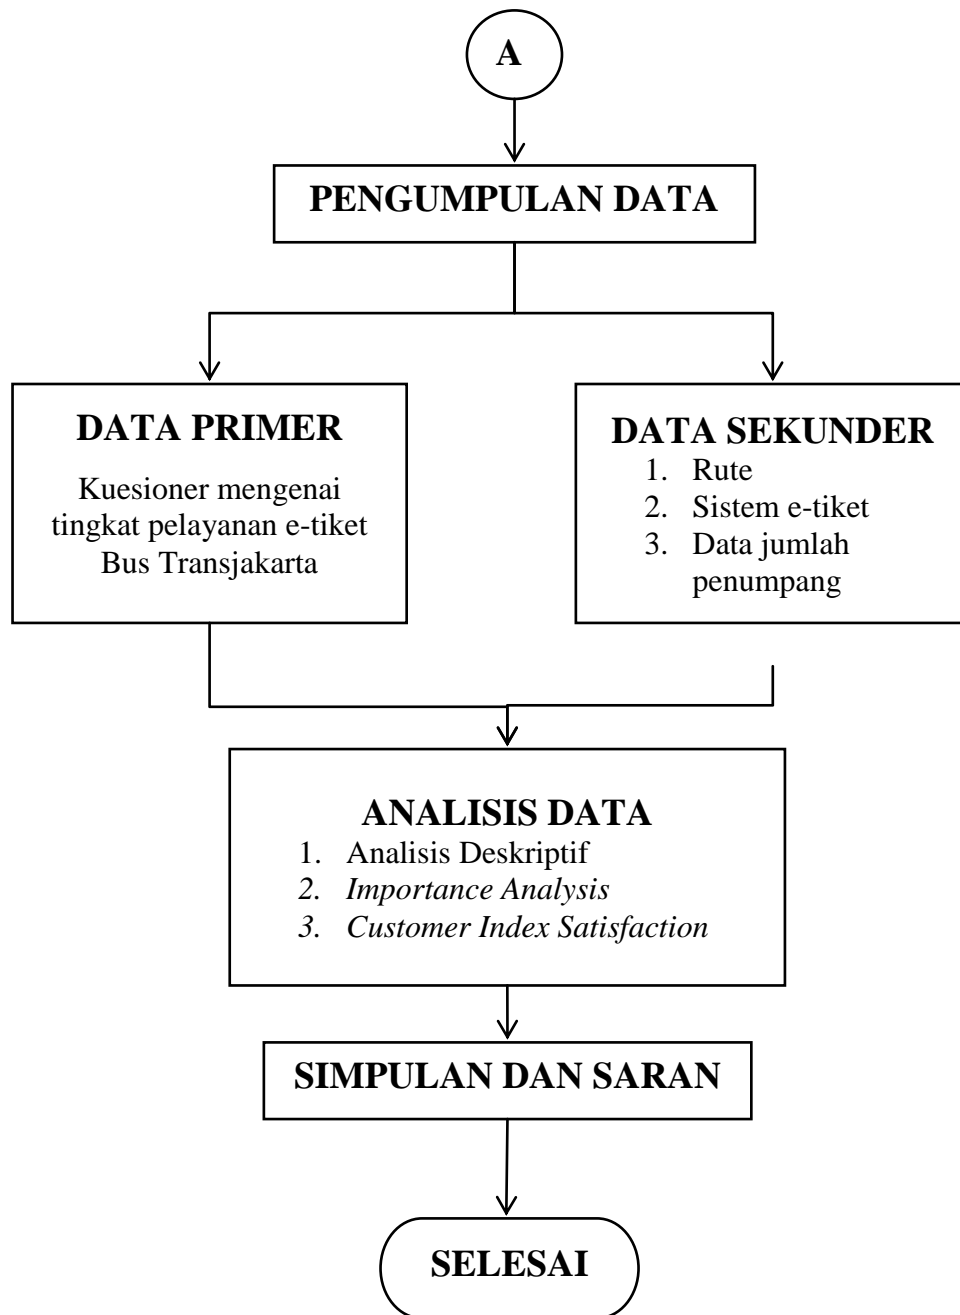 A
PENGUMPULAN DATA
DATA PRIMER
Kuesioner mengenai
tingkat pelayanan e-tiket
Bus Transjakarta
DATA SEKUNDER
1. Rute
2. Sistem e-tiket
3. Data jumlah
penumpang
ANALISIS DATA
1. Analisis Deskriptif
2. Importance Analysis
3. Customer Index Satisfaction
SIMPULAN DAN SARAN
SELESAI